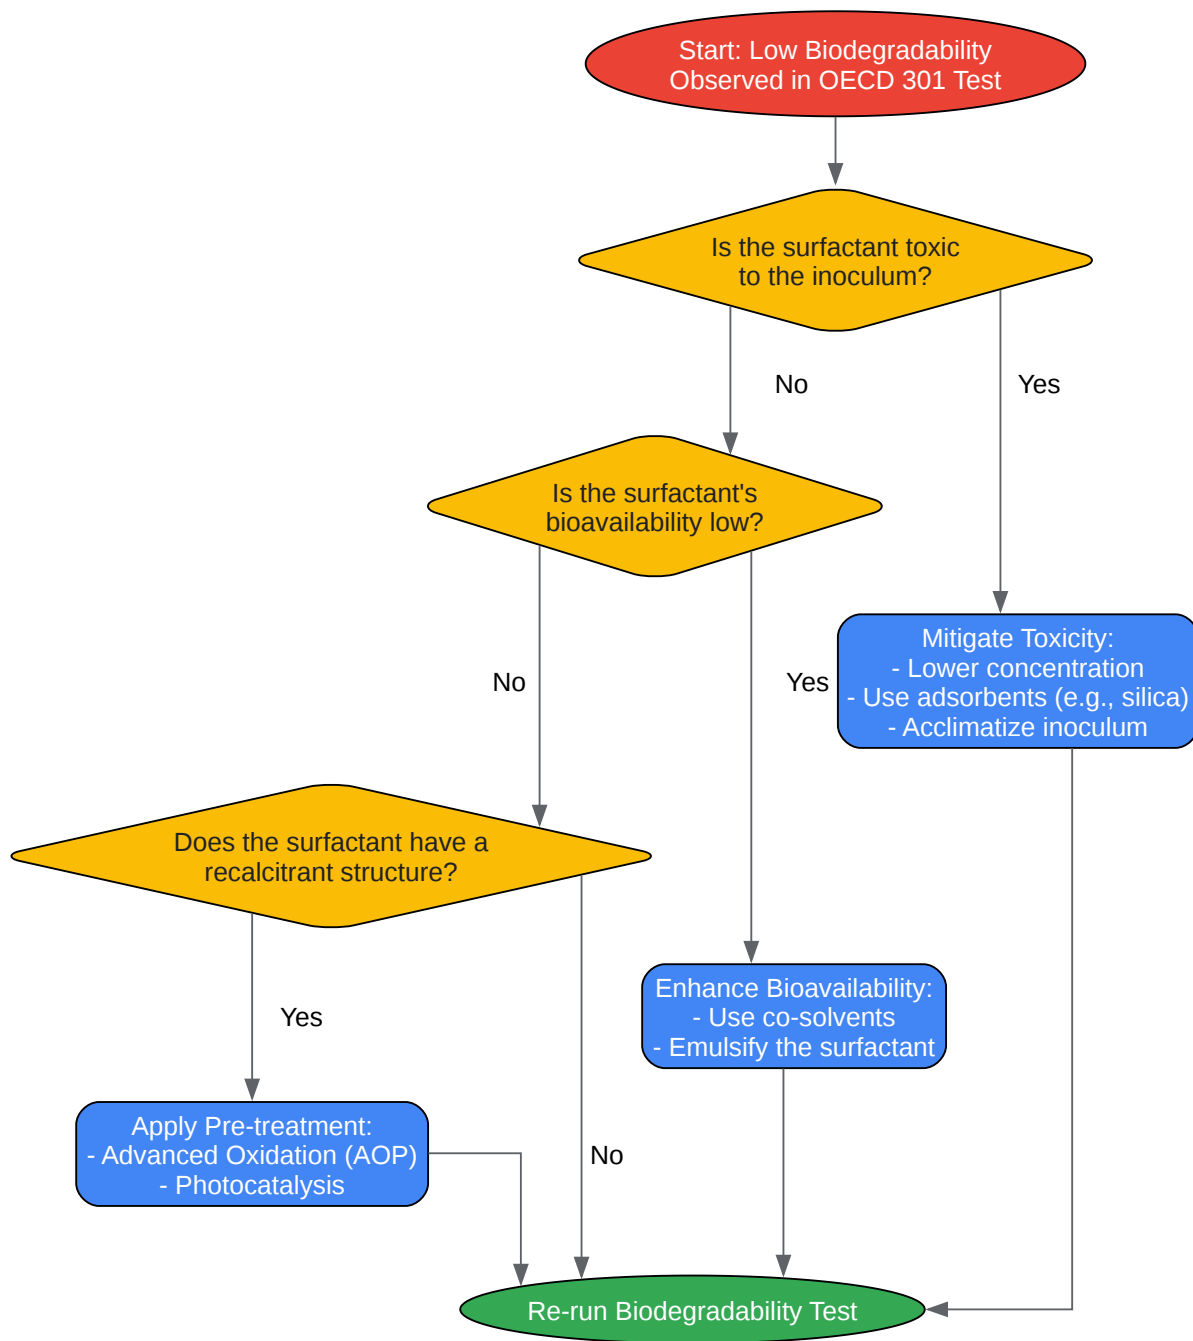 Start: Low Biodegradability
Observed in OECD 301 Test
Is the surfactant toxic
to the inoculum?
No
Yes
Is the surfactant's
bioavailability low?
Mitigate Toxicity:
- Lower concentration
- Use adsorbents (e.g., silica)
- Acclimatize inoculum
No
Yes
Does the surfactant have a
recalcitrant structure?
Enhance Bioavailability:
- Use co-solvents
- Emulsify the surfactant
Yes
Apply Pre-treatment:
- Advanced Oxidation (AOP)
- Photocatalysis
No
Re-run Biodegradability Test